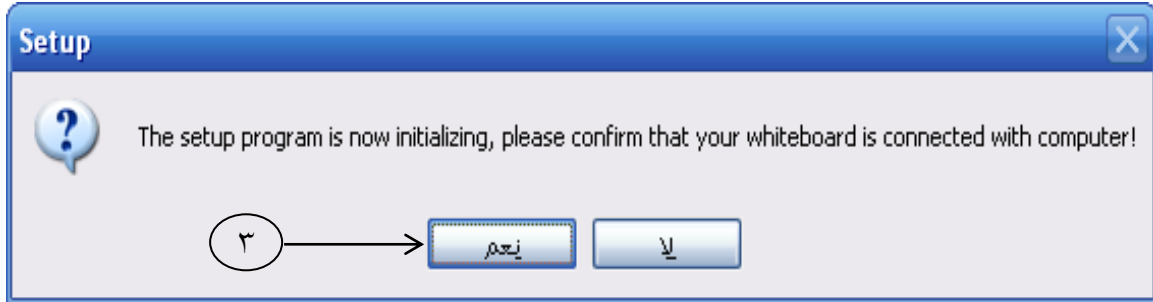 Setup
The setup program is now initializing, please confirm that your whiteboard is connected with computer!
٣
نعم
لا